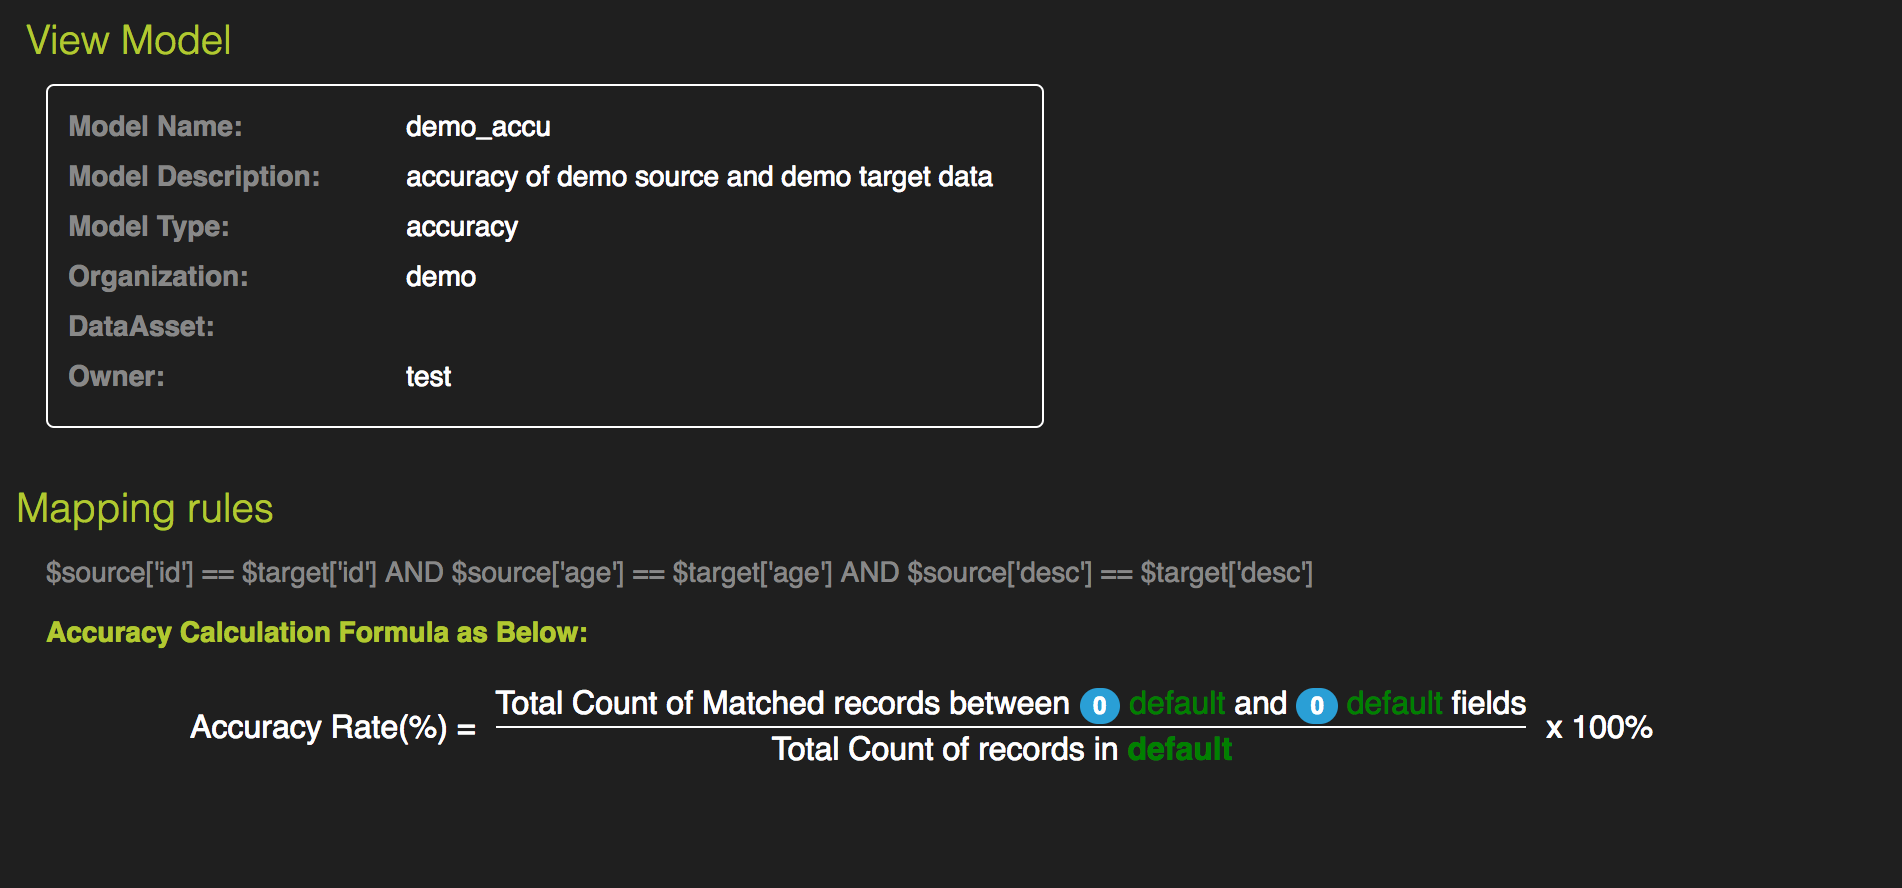 View Model
Model Name: demo_accu
Model Description: accuracy of demo source and demo target data
Model Type: accuracy
Organization: demo
DataAsset:
Owner: test
Mapping rules
$source['id'] == $target['id'] AND $source['age'] == $target['age'] AND $source['desc'] == $target['desc']
Accuracy Calculation Formula as Below:
Total Count of Matched records between 0 default and 0 default fields
Accuracy Rate(%) = x 100%
Total Count of records in default